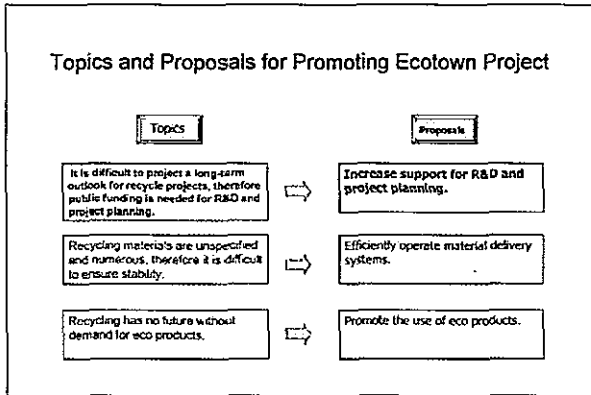 Topics and Proposals for Promoting Ecotown Project
Topics
Proposals
It is difficult to project a long-term
outlook for recycle projects, therefore
public funding is needed for R&D and
project planning.
Increase support for R&D and
project planning.
Recycling materials are unspecified
and numerous, therefore it is difficult
to ensure stability.
Efficiently operate material delivery
systems.
Recycling has no future without
demand for eco products.
Promote the use of eco products.